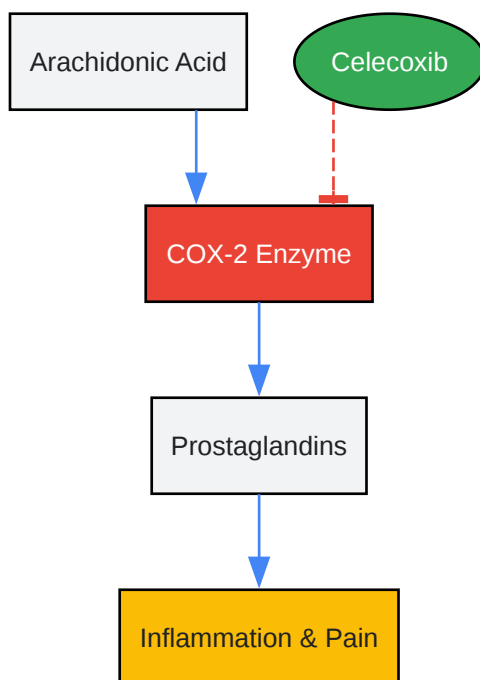 Arachidonic Acid
Celecoxib
COX-2 Enzyme
Prostaglandins
Inflammation & Pain